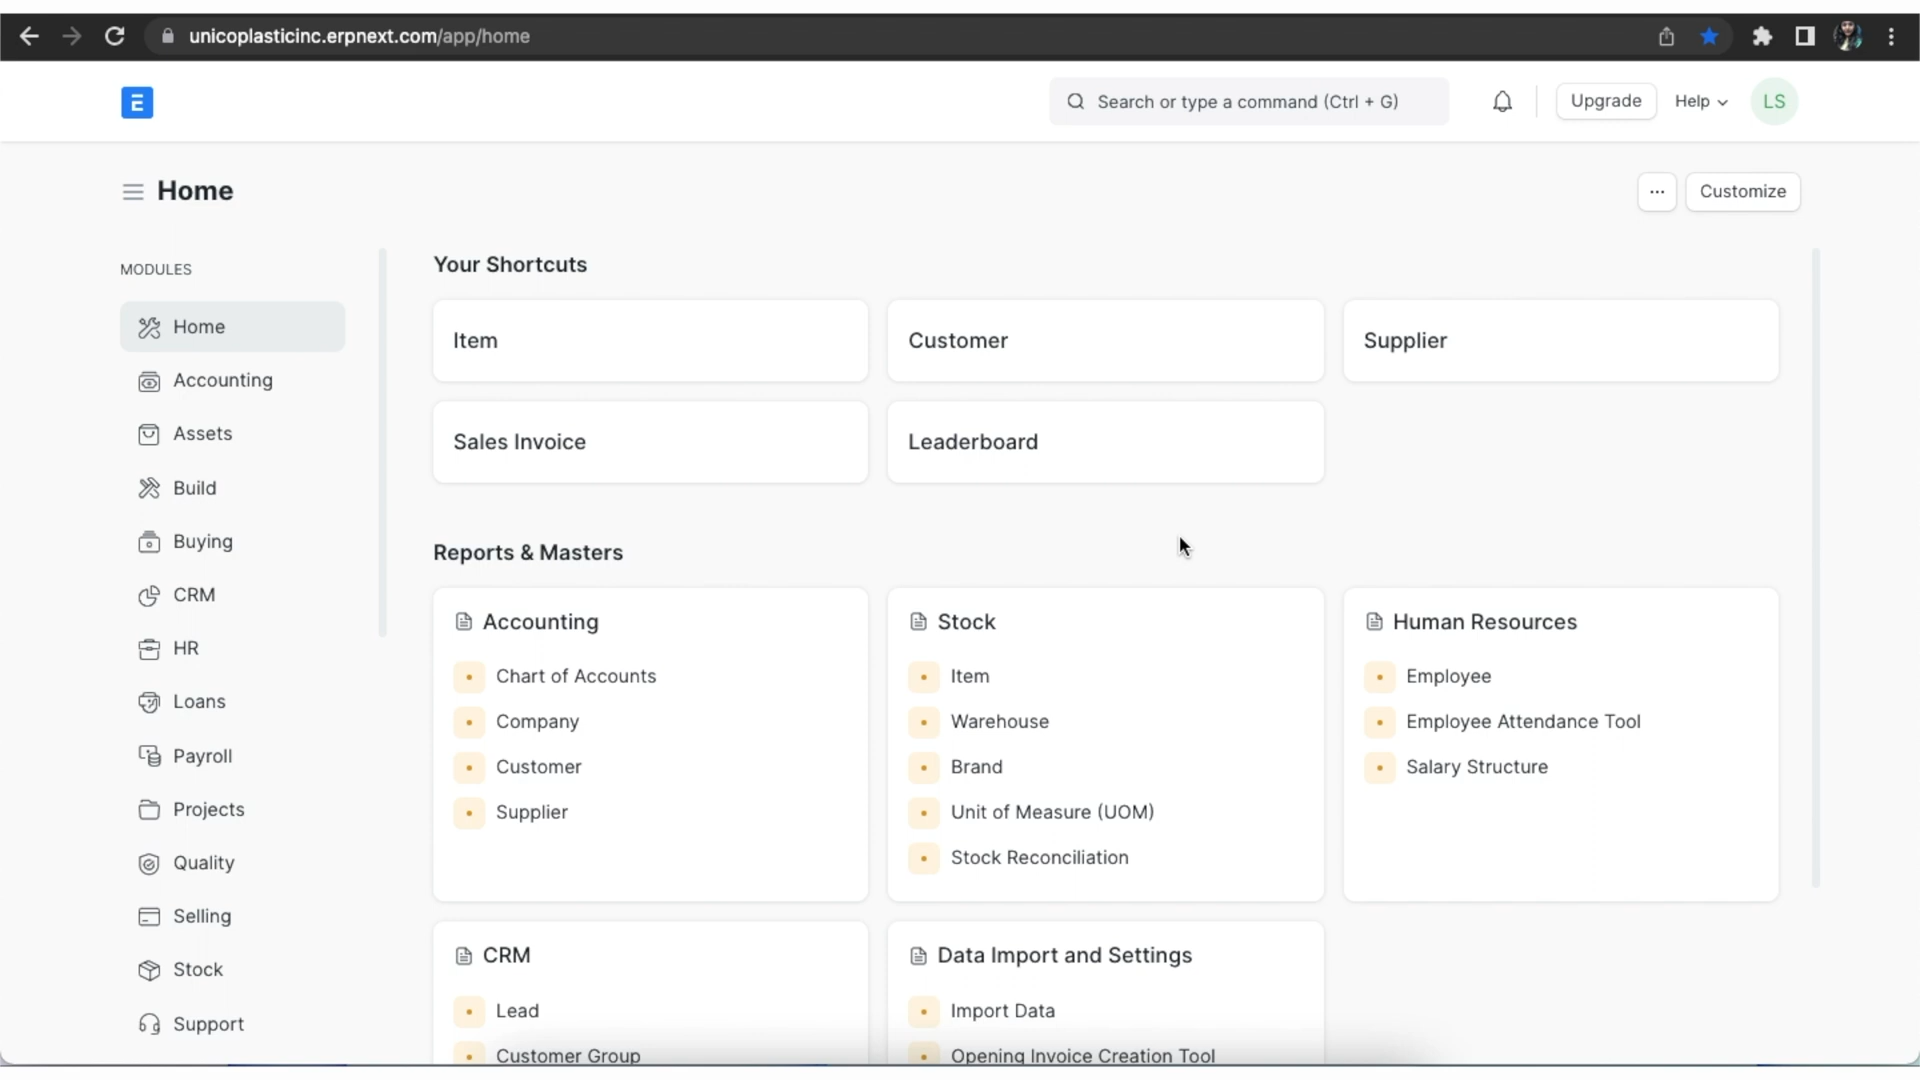 unicoplasticinc.erpnext.com/app/home
E
Search or type a command (Ctrl + G)
Upgrade
Help
LS
Home
...
Customize
MODULES
Home
Accounting
Assets
Build
Buying
CRM
HR
Loans
Payroll
Projects
Quality
Selling
Stock
Support
Your Shortcuts
Item
Customer
Supplier
Sales Invoice
Leaderboard
Reports & Masters
Accounting
Chart of Accounts
Company
Customer
Supplier
Stock
Item
Warehouse
Brand
Unit of Measure (UOM)
Stock Reconciliation
Human Resources
Employee
Employee Attendance Tool
Salary Structure
CRM
Lead
Customer Group
Data Import and Settings
Import Data
Opening Invoice Creation Tool